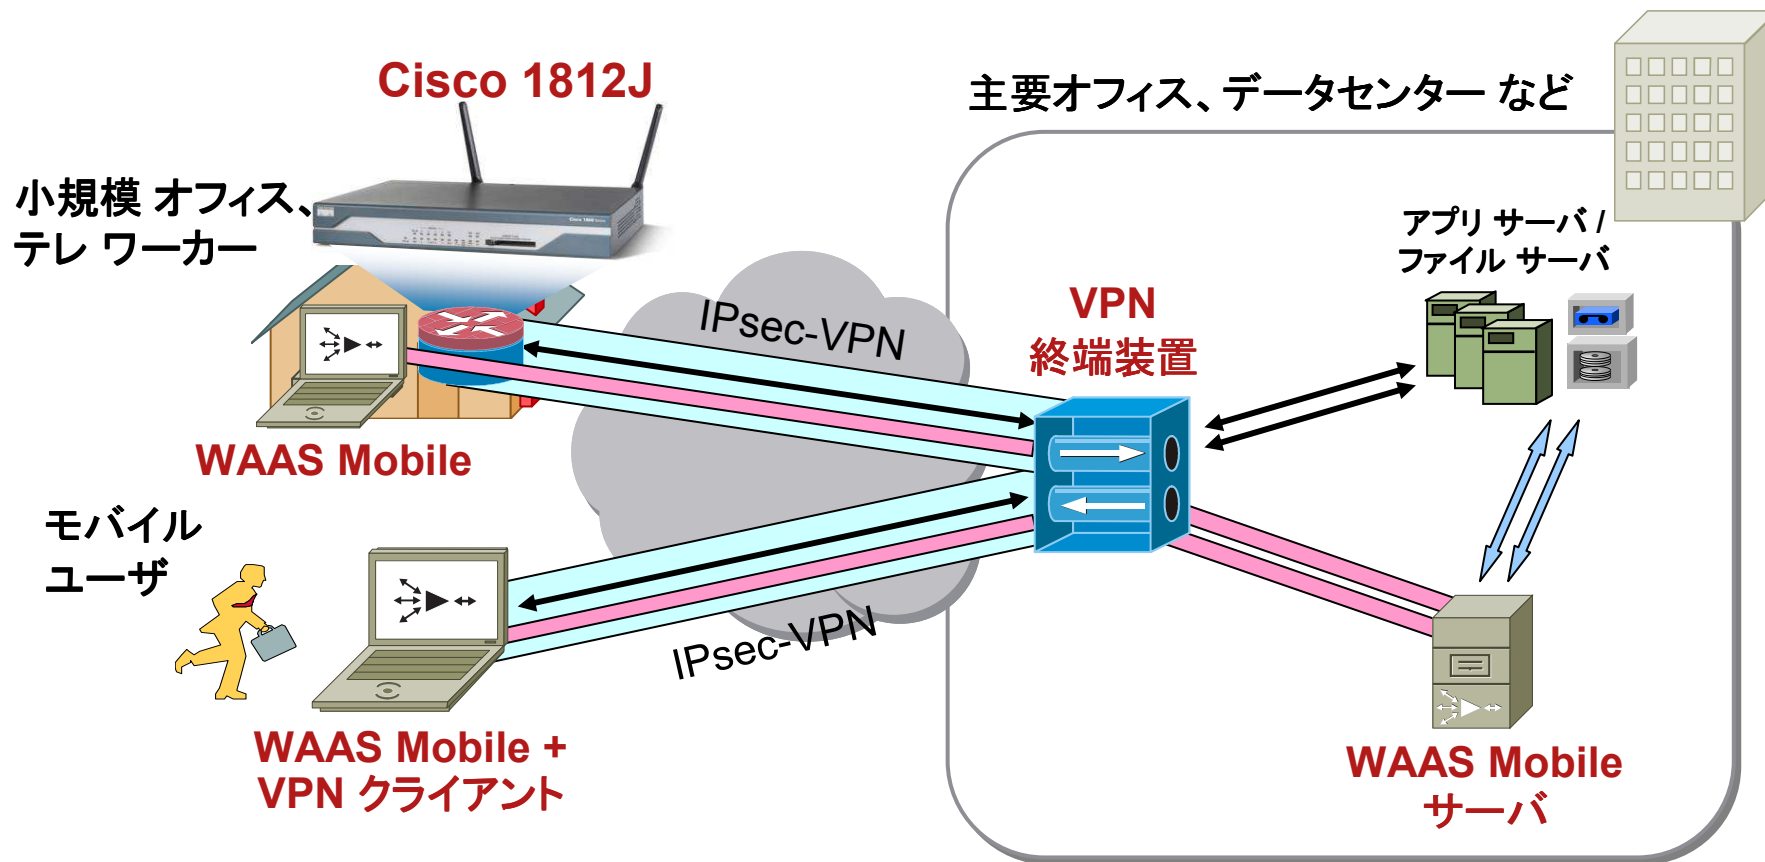 Cisco 1812J
主要オフィス、データセンター など
小規模 オフィス、
テレ ワーカー
アプリ サーバ /
ファイル サーバ
IPsec-VPN
VPN
終端装置
WAAS Mobile
モバイル
ユーザ
IPsec-VPN
WAAS Mobile +
VPN クライアント
WAAS Mobile
サーバ